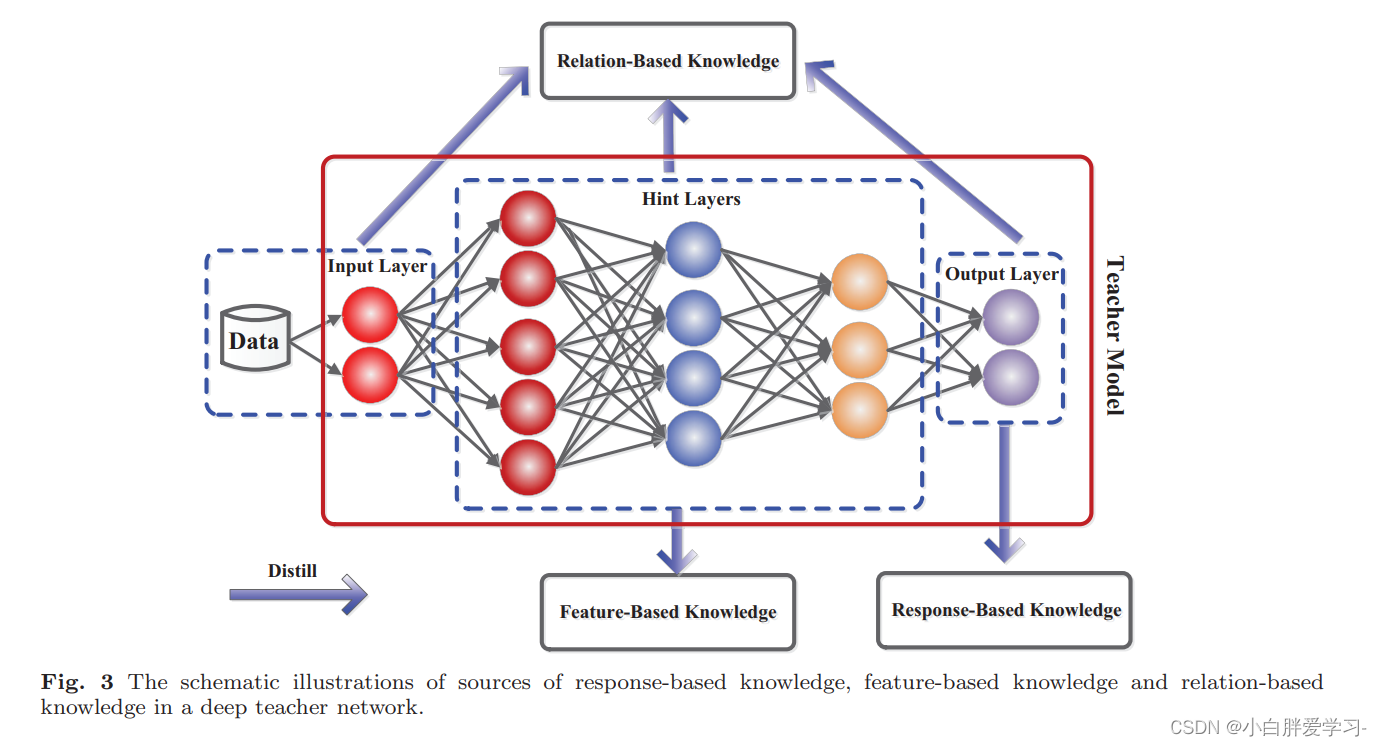 Relation-Based Knowledge
Hint Layers
Input Layer
Output Layer
Data
Teacher Model
Distill
Feature-Based Knowledge
Response-Based Knowledge
Fig. 3 The schematic illustrations of sources of response-based knowledge, feature-based knowledge and relation-based
knowledge in a deep teacher network.
CSDN @小白胖爱学习-